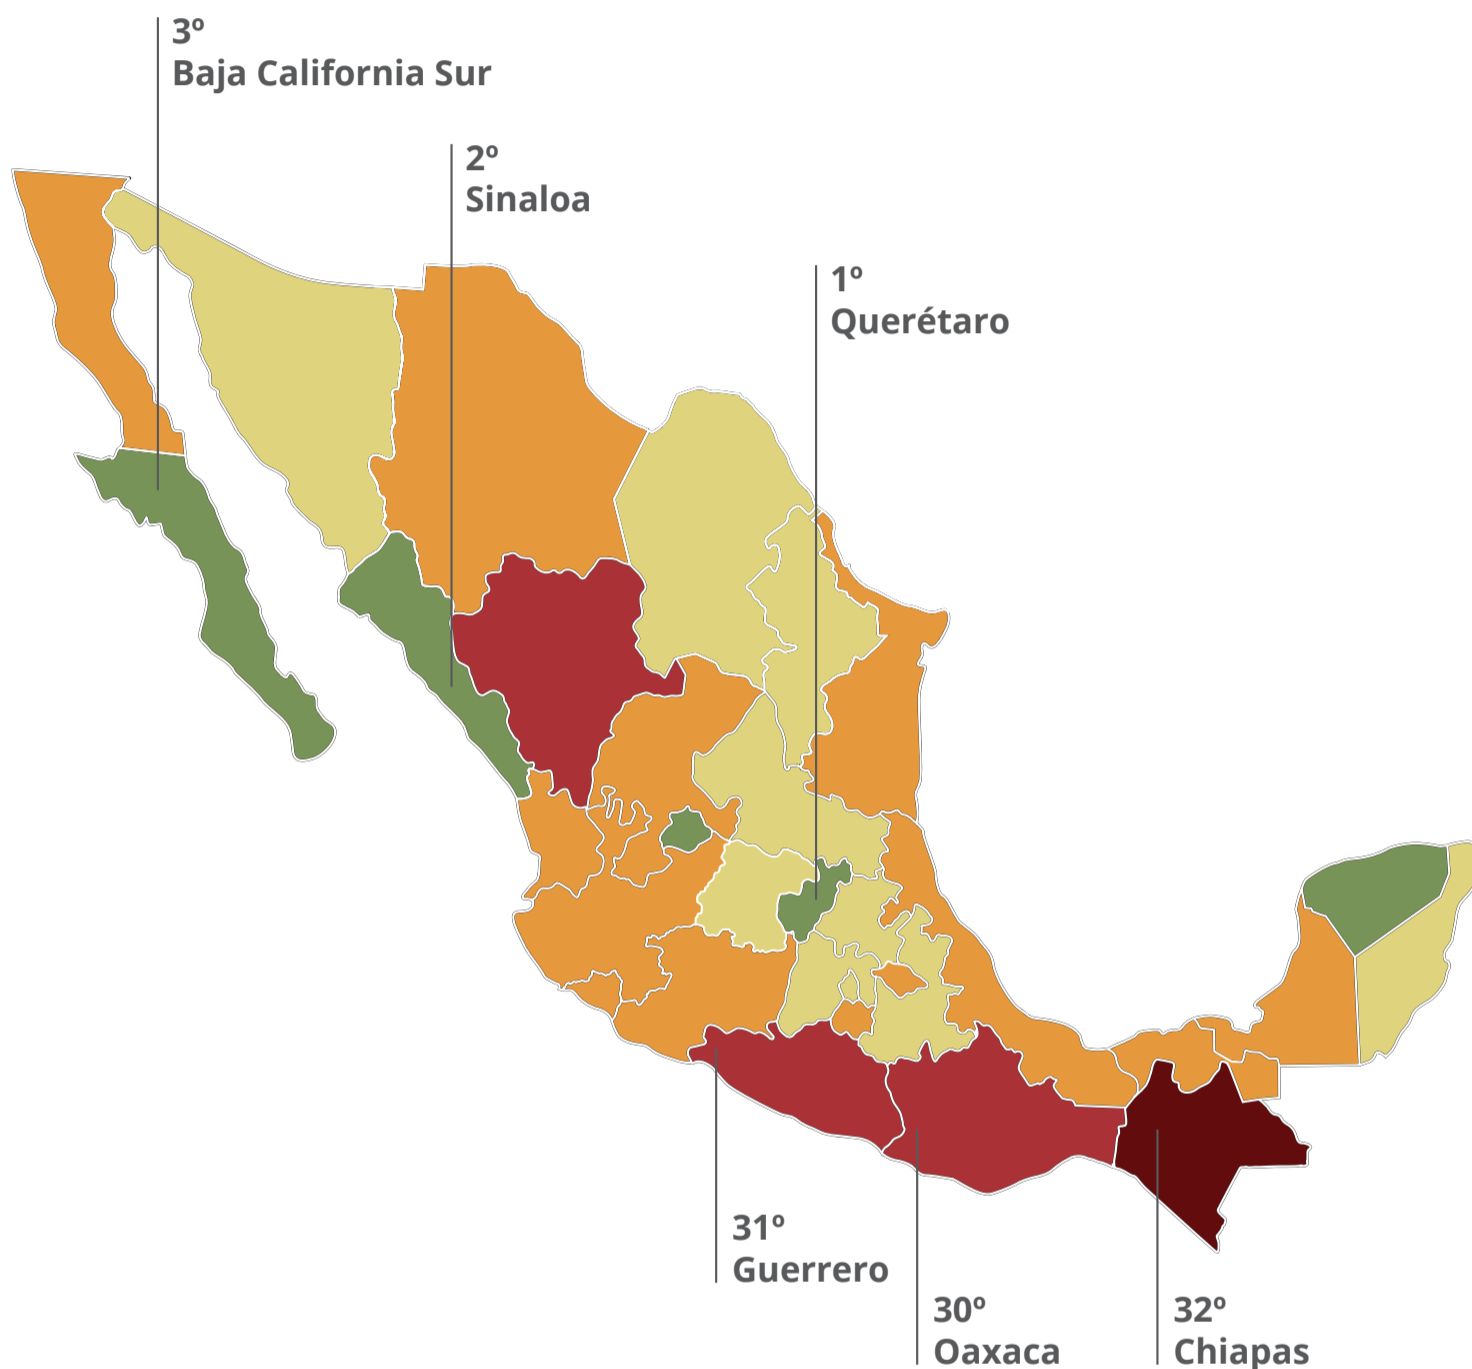 3º
Baja California Sur
2º
Sinaloa
1º
Querétaro
31º
Guerrero
30º
Oaxaca
32º
Chiapas